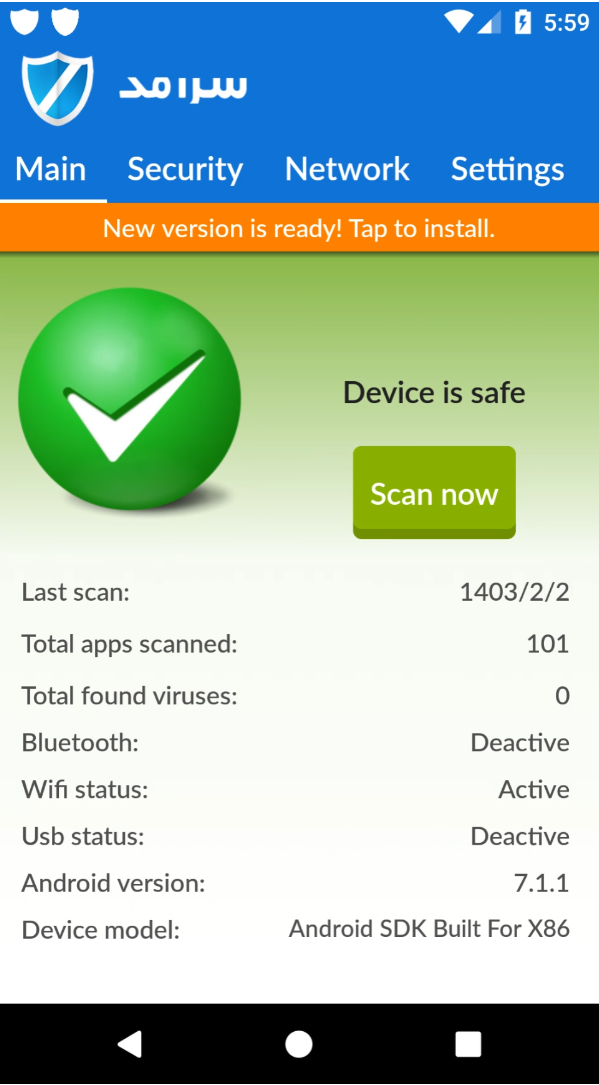 5:59
سرآمد
Main Security Network Settings
New version is ready! Tap to install.
Device is safe
Scan now
Last scan: 1403/2/2
Total apps scanned: 101
Total found viruses: 0
Bluetooth: Deactive
Wifi status: Active
Usb status: Deactive
Android version: 7.1.1
Device model: Android SDK Built For X86